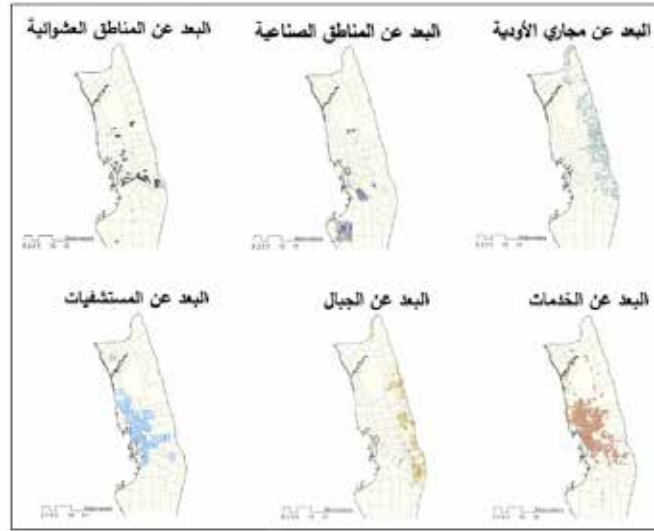 البعد عن مجاري الأودية
البعد عن المناطق الصناعية
البعد عن المناطق العشوائية
البعد عن الخدمات
البعد عن الجبال
البعد عن المستشفيات